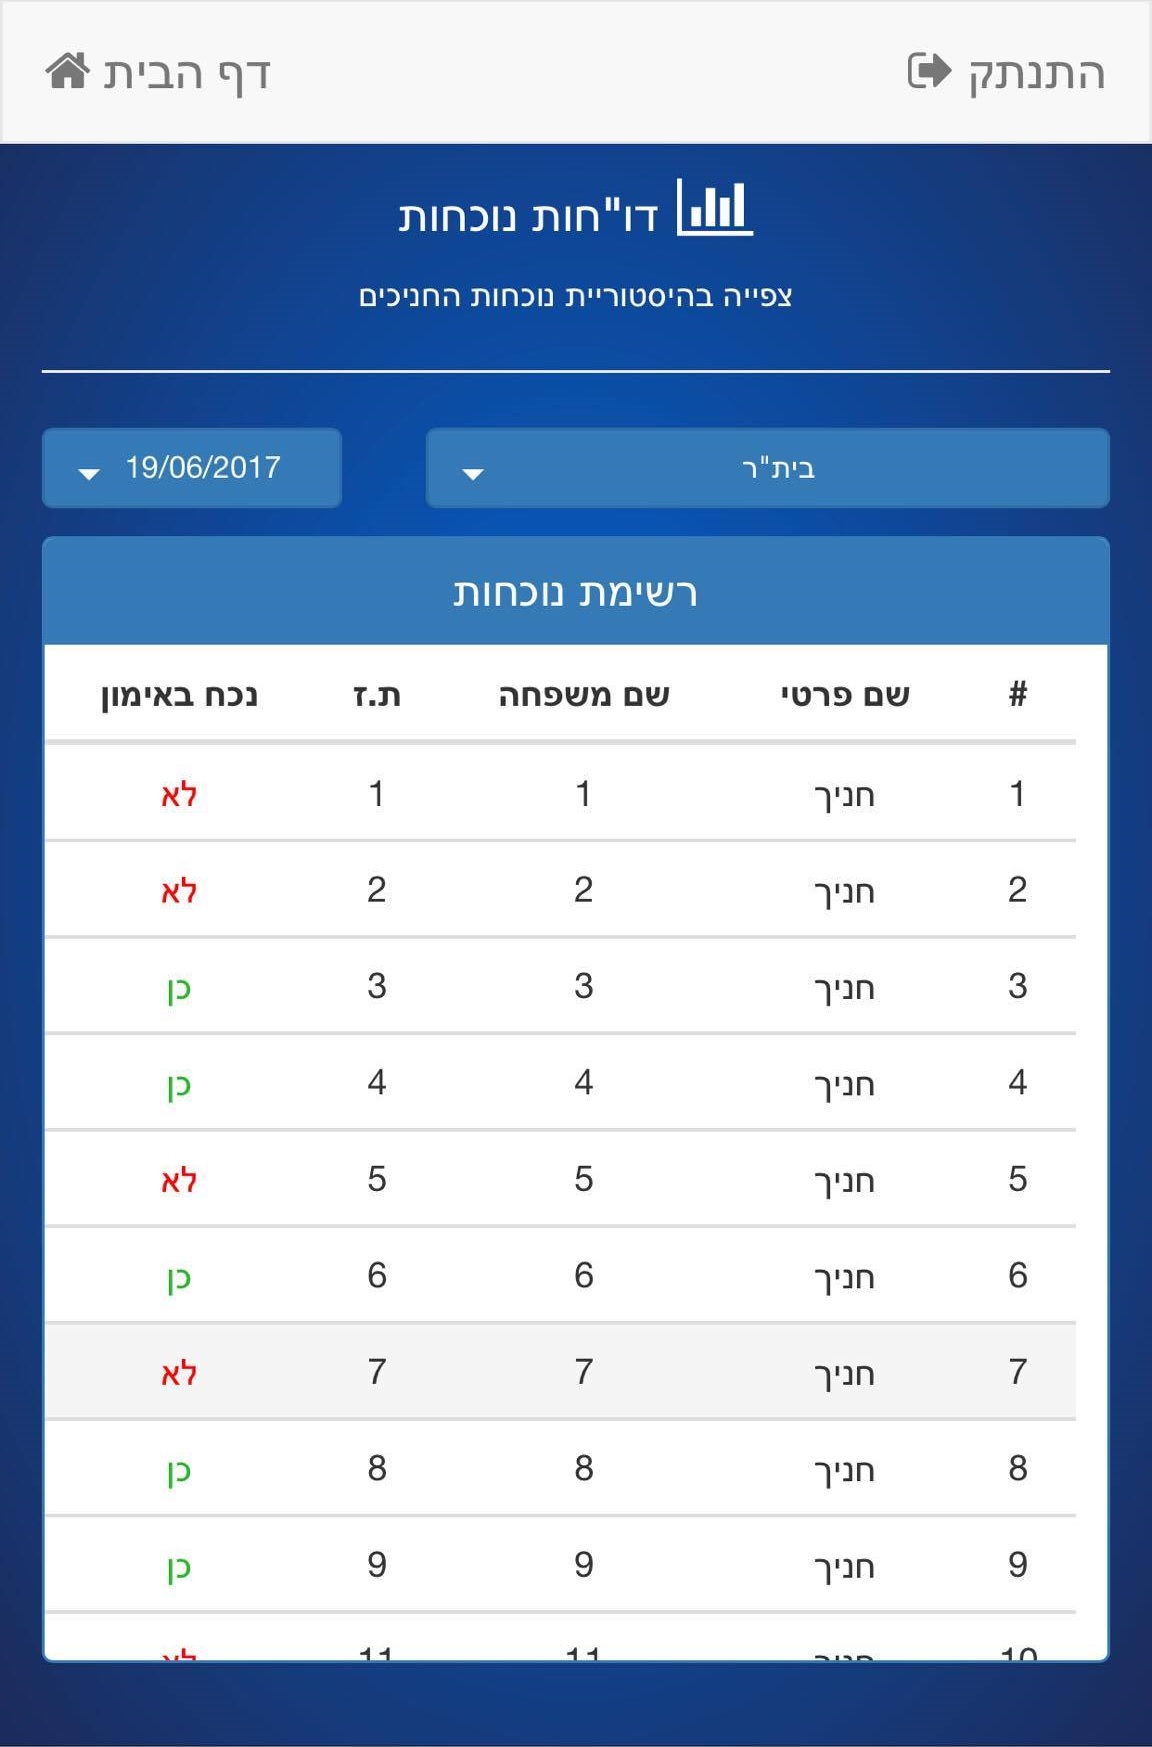 התנתק
דף הבית
דו"חות נוכחות
צפייה בהיסטוריית נוכחות החניכים
בית"ר
19/06/2017
רשימת נוכחות
# שם פרטי שם משפחה ת.ז נכח באימון
1 חניך 1 1 לא
2 חניך 2 2 לא
3 חניך 3 3 כן
4 חניך 4 4 כן
5 חניך 5 5 לא
6 חניך 6 6 כן
7 חניך 7 7 לא
8 חניך 8 8 כן
9 חניך 9 9 כן
10 חניך 11 11 לא